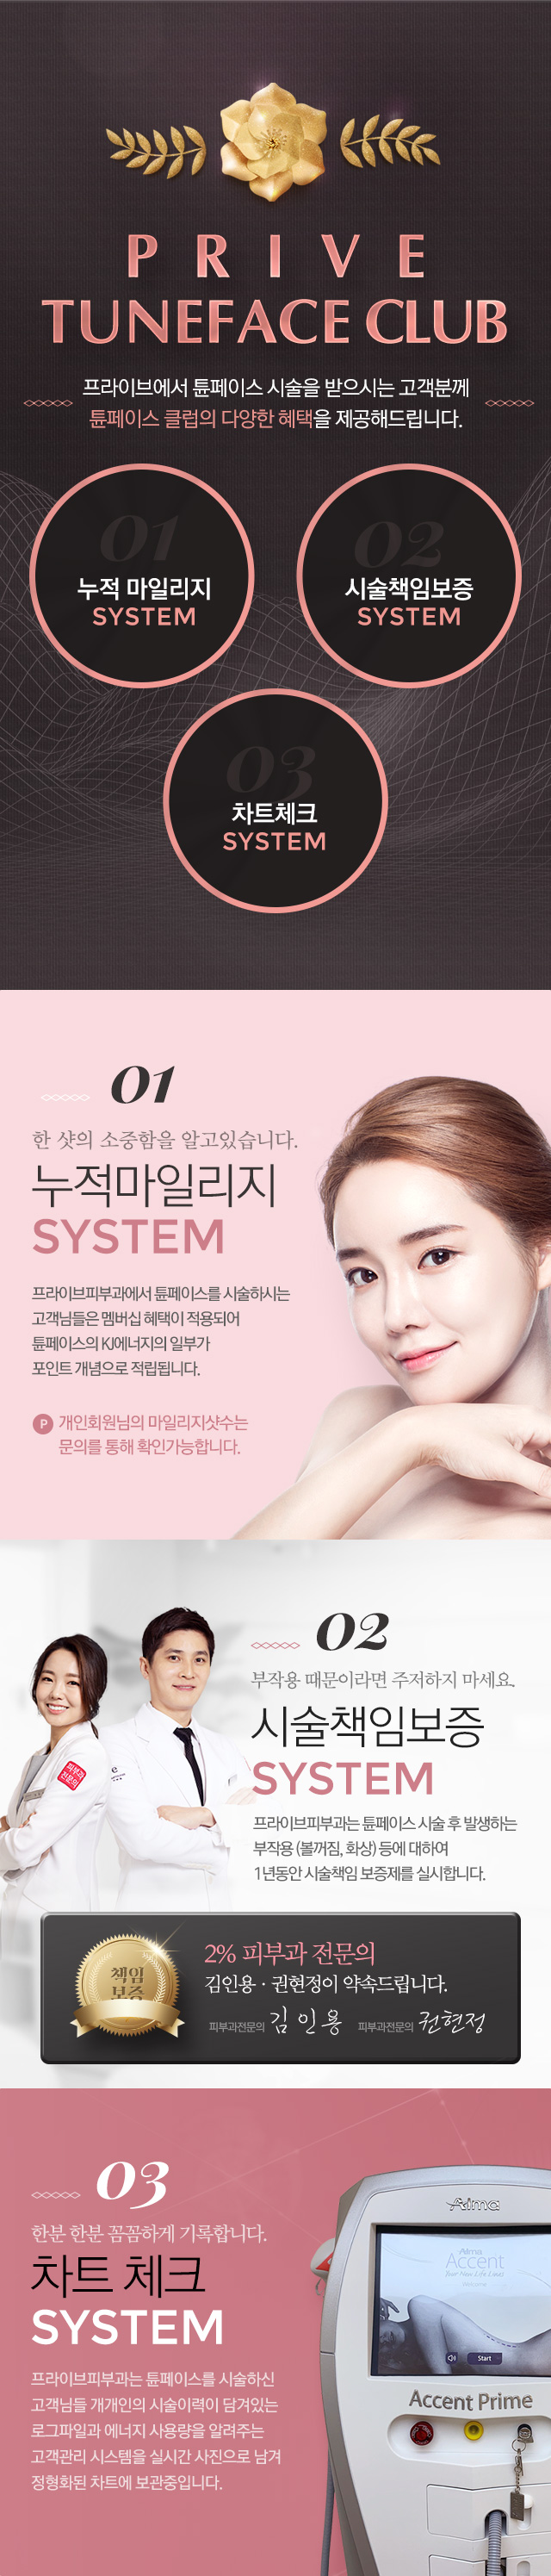 PRIVE
TUNEFACE CLUB
프라이브에서 튠페이스 시술을 받으시는 고객분께
튠페이스 클럽의 다양한 혜택을 제공해드립니다.
01
누적 마일리지
SYSTEM
02
시술책임보증
SYSTEM
03
차트체크
SYSTEM
01
한 샷의 소중함을 알고있습니다.
누적마일리지
SYSTEM
프라이브피부과에서 튠페이스를 시술하시는
고객님들은 멤버십 혜택이 적용되어
튠페이스의 KJ에너지의 일부가
포인트 개념으로 적립됩니다.
P 개인회원님의 마일리지샷수는
문의를 통해 확인가능합니다.
02
부작용 때문이라면 주저하지 마세요.
시술책임보증
SYSTEM
프라이브피부과는 튠페이스 시술 후 발생하는
부작용 (볼꺼짐, 화상) 등에 대하여
1년동안 시술책임 보증제를 실시합니다.
피부과
전문의
책임
보증
2% 피부과 전문의
김인용 · 권현정이 약속드립니다.
피부과전문의 김인용 피부과전문의 권현정
03
한분 한분 꼼꼼하게 기록합니다.
차트 체크
SYSTEM
프라이브피부과는 튠페이스를 시술하신
고객님들 개개인의 시술이력이 담겨있는
로그파일과 에너지 사용량을 알려주는
고객관리 시스템을 실시간 사진으로 남겨
정형화된 차트에 보관중입니다.
Alma
Alma
Accent
Your New Life Lines
Welcome
Start
Accent Prime